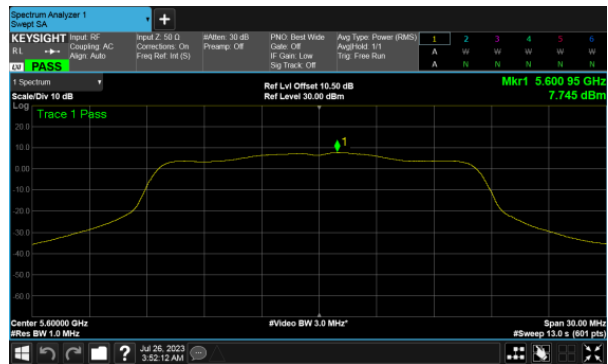 Spectrum Analyzer 1
Swept SA
+
KEYSIGHT Input: RF Input Z: 50 Ω #Atten: 30 dB PNO: Best Wide Avg Type: Power (RMS) 1 2 3 4 5 6
RL Coupling: AC Corrections: On Preamp: Off Gate: Off Avg|Hold: 1/1 A W W W W W
Align: Auto Freq Ref: Int (S) IF Gain: Low Trig: Free Run
LXI PASS Sig Track: Off A N N N N N
1 Spectrum Ref Lvl Offset 10.50 dB Mkr1 5.600 95 GHz
Scale/Div 10 dB Ref Level 30.00 dBm 7.745 dBm
Log
Trace 1 Pass
20.0
10.0
1
0.00
-10.0
-20.0
-30.0
-40.0
-50.0
-60.0
Center 5.60000 GHz #Video BW 3.0 MHz* Span 30.00 MHz
#Res BW 1.0 MHz #Sweep 13.0 s (601 pts)
? Jul 26, 2023
3:52:12 AM